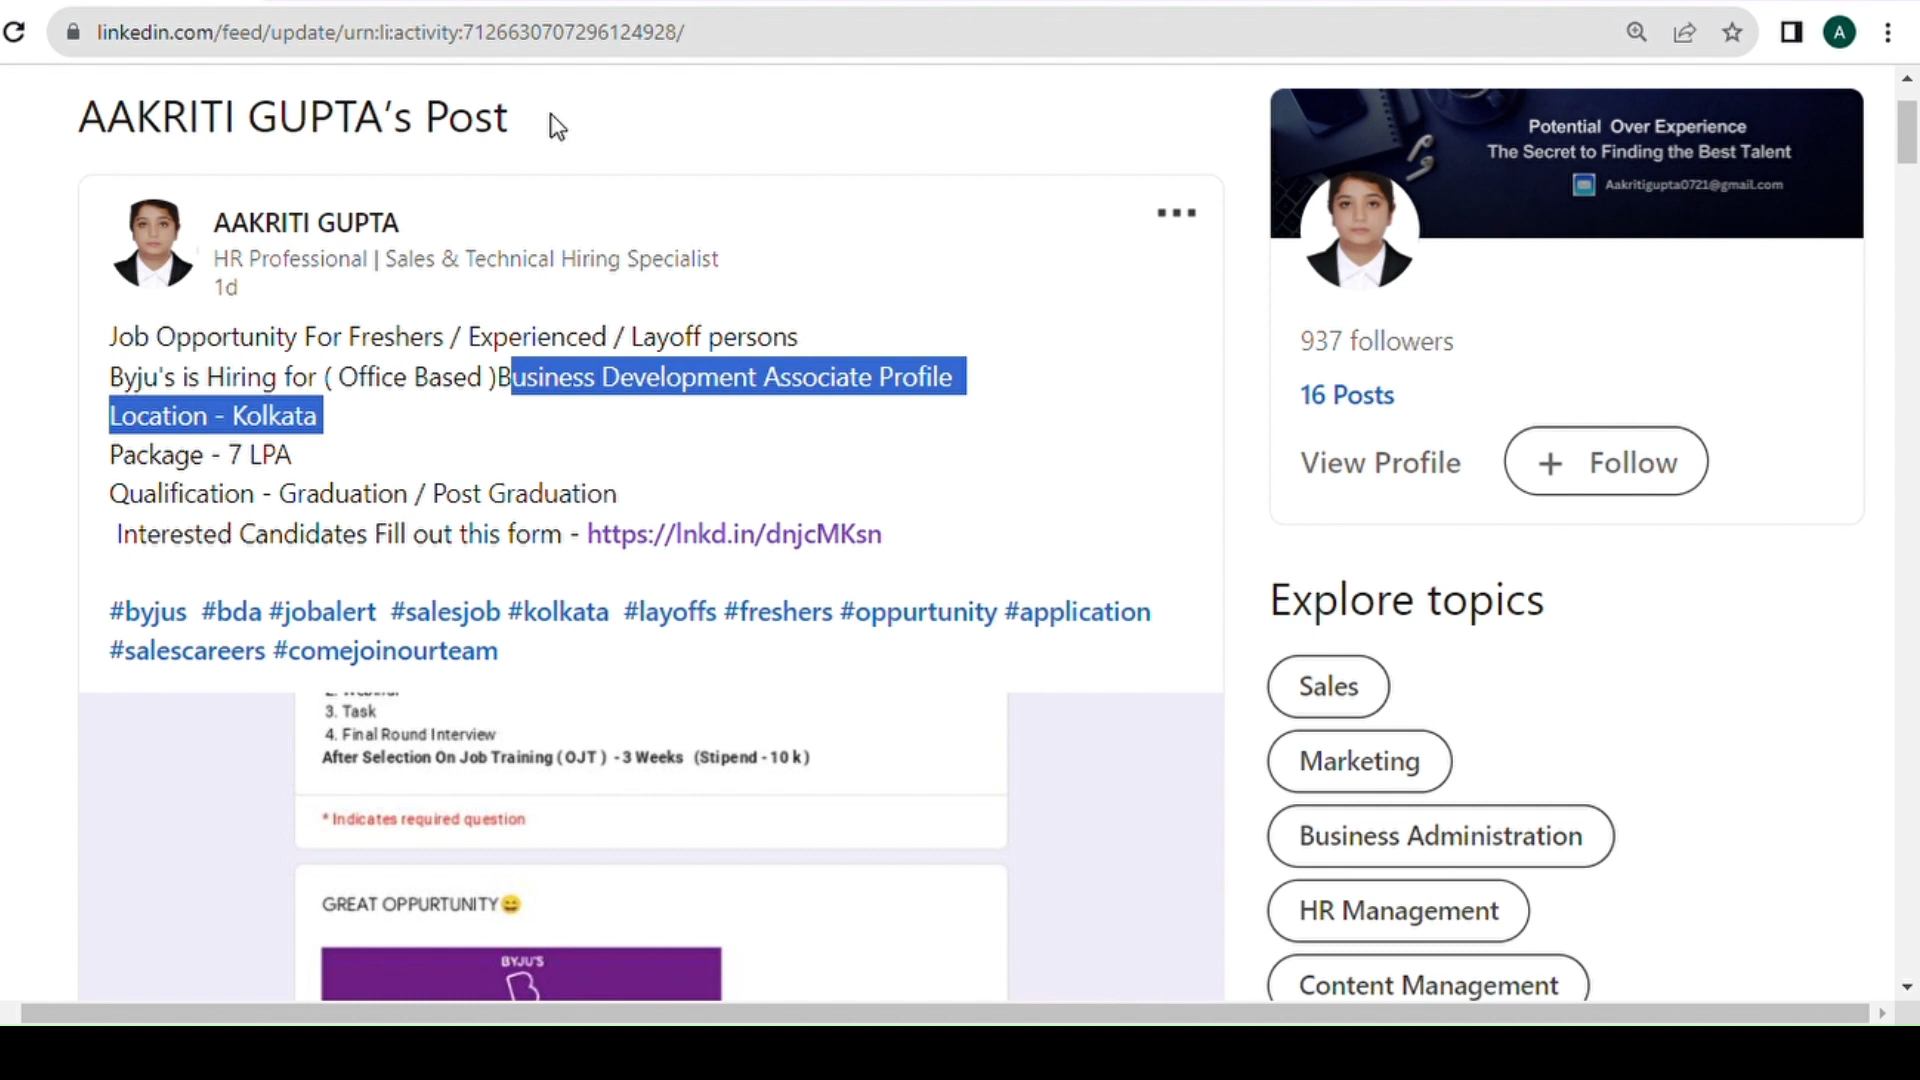 linkedin.com/feed/update/urn:li:activity:7126630707296124928/
A
AAKRITI GUPTA's Post
AAKRITI GUPTA
HR Professional | Sales & Technical Hiring Specialist
1d
Job Opportunity For Freshers / Experienced / Layoff persons
Byju's is Hiring for ( Office Based )Business Development Associate Profile
Location - Kolkata
Package - 7 LPA
Qualification - Graduation / Post Graduation
Interested Candidates Fill out this form - https://lnkd.in/dnjcMKsn
#byjus #bda #jobalert #salesjob #kolkata #layoffs #freshers #oppurtunity #application
#salescareers #comejoinourteam
3. Task
4. Final Round Interview
After Selection On Job Training ( OJT ) - 3 Weeks (Stipend - 10 k )
* Indicates required question
GREAT OPPURTUNITY😄
BYJU'S
Potential Over Experience
The Secret to Finding the Best Talent
Aakritigupta0721@gmail.com
937 followers
16 Posts
View Profile
+ Follow
Explore topics
Sales
Marketing
Business Administration
HR Management
Content Management